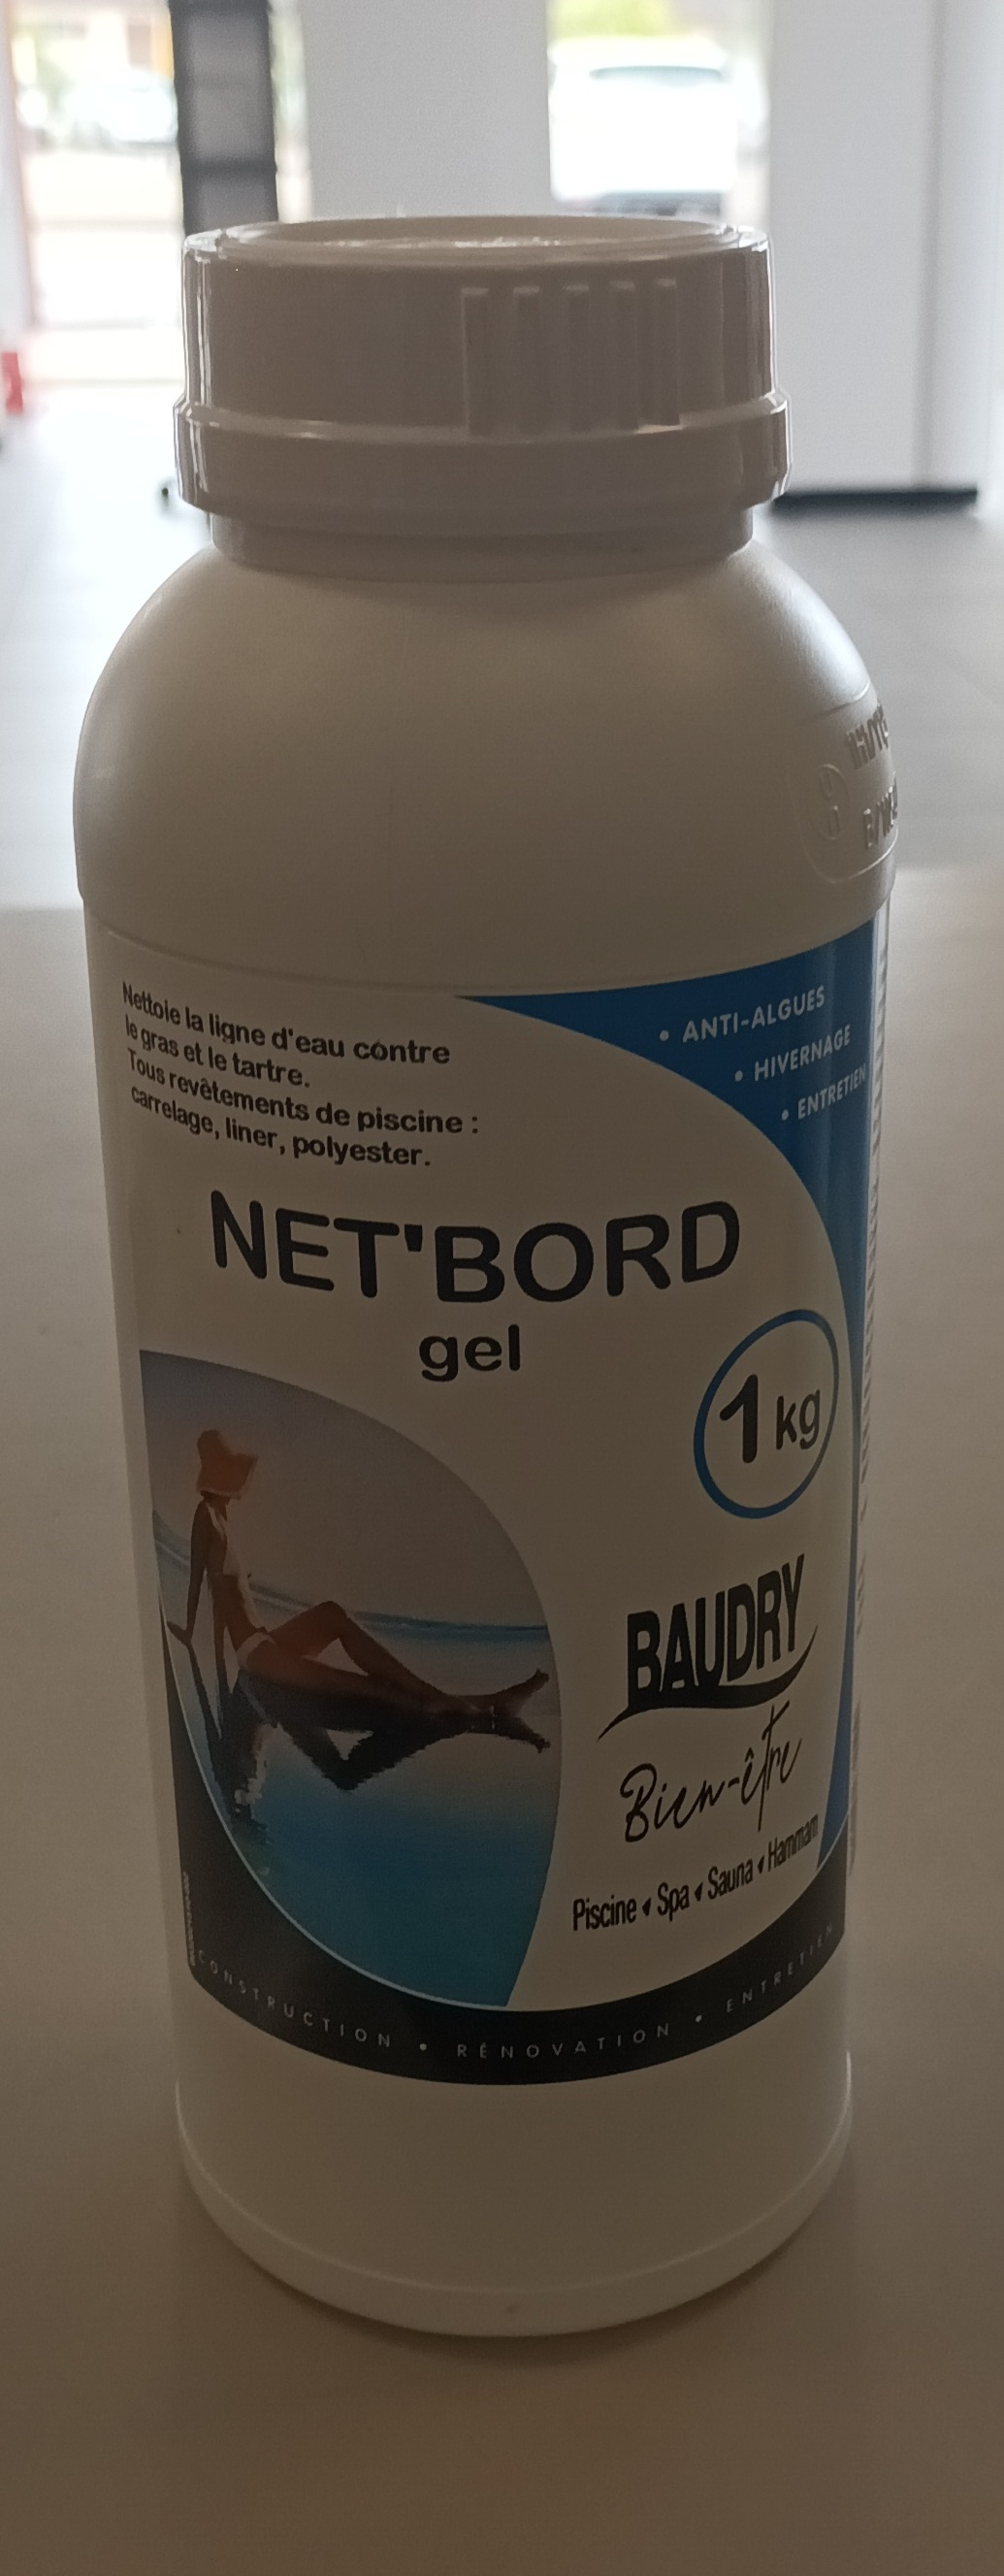 Nettoie la ligne d'eau contre
le gras et le tartre.
Tous revêtements de piscine :
carrelage, liner, polyester.
• ANTI-ALGUES
• HIVERNAGE
• ENTRETIEN
NET'BORD
gel
1 kg
BAUDRY
Bien-être
Piscine Spa Sauna Hammam
CONSTRUCTION • RÉNOVATION • ENTRETIEN